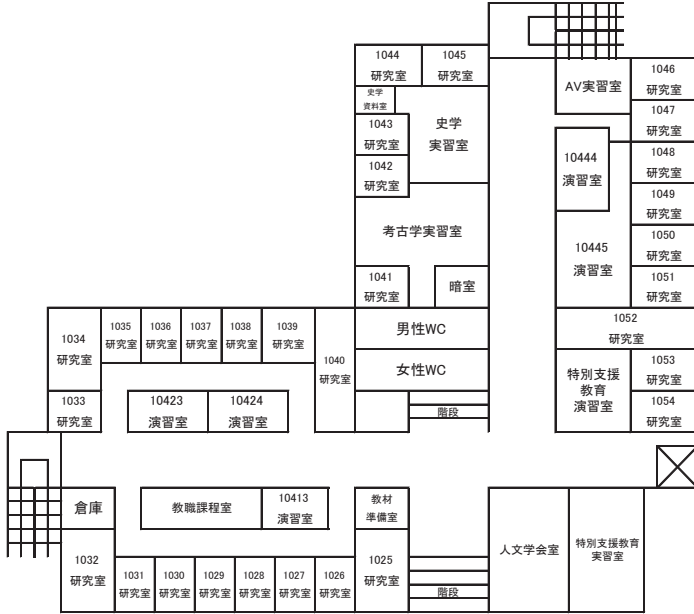 1044
研究室
1045
研究室
史学
資料室
1043
研究室
史学
実習室
1042
研究室
考古学実習室
1041
研究室
暗室
AV実習室
1046
研究室
1047
研究室
10444
演習室
1048
研究室
1049
研究室
10445
演習室
1050
研究室
1051
研究室
1052
研究室
特別支援
教育
演習室
1053
研究室
1054
研究室
1034
研究室
1035
研究室
1036
研究室
1037
研究室
1038
研究室
1039
研究室
1040
研究室
男性WC
女性WC
階段
1033
研究室
10423
演習室
10424
演習室
倉庫
教職課程室
10413
演習室
教材
準備室
1032
研究室
1031
研究室
1030
研究室
1029
研究室
1028
研究室
1027
研究室
1026
研究室
1025
研究室
階段
人文学会室
特別支援教育
実習室